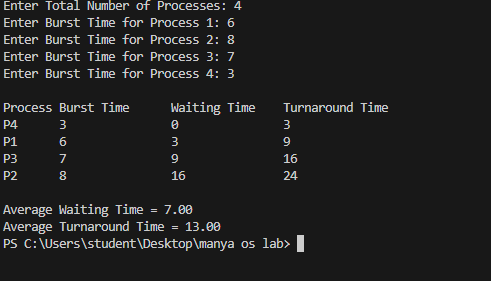 Enter Total Number of Processes: 4
Enter Burst Time for Process 1: 6
Enter Burst Time for Process 2: 8
Enter Burst Time for Process 3: 7
Enter Burst Time for Process 4: 3
Process Burst Time Waiting Time Turnaround Time
P4 3 0 3
P1 6 3 9
P3 7 9 16
P2 8 16 24
Average Waiting Time = 7.00
Average Turnaround Time = 13.00
PS C:\Users\student\Desktop\manya os lab>